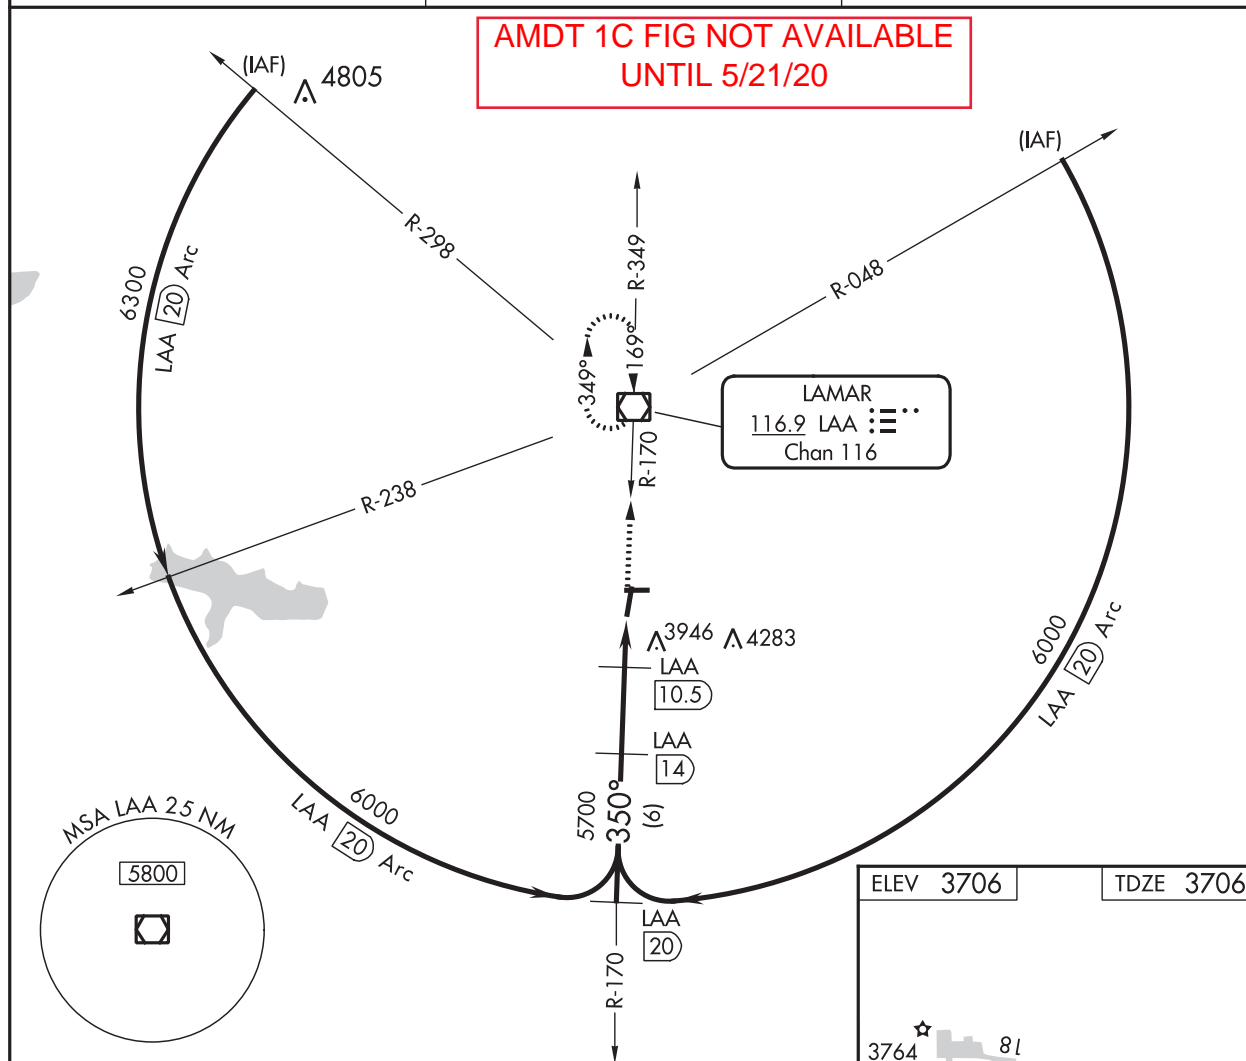 AMDT 1C FIG NOT AVAILABLE
UNTIL 5/21/20
(IAF)
4805
(IAF)
R-298
R-349
R-048
6300
LAA 20 Arc
349°
169°
LAMAR
116.9 LAA
Chan 116
R-170
R-238
3946
4283
LAA
10.5
LAA
14
6000
LAA 20 Arc
6000
LAA 20 Arc
5700
350°
(6)
MSA LAA 25 NM
5800
LAA
20
R-170
ELEV 3706
TDZE 3706
3764
18